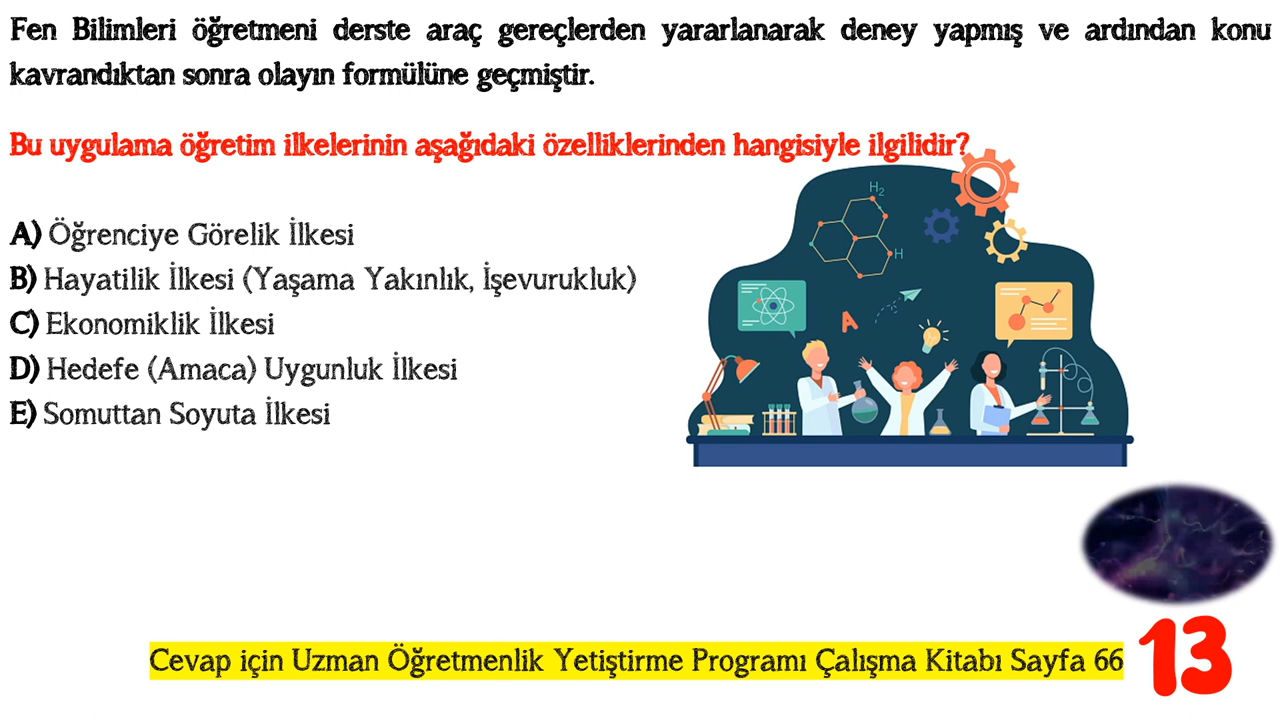 Fen Bilimleri öğretmeni derste araç gereçlerden yararlanarak deney yapmış ve ardından konu
kavrandıktan sonra olayın formülüne geçmiştir.
Bu uygulama öğretim ilkelerinin aşağıdaki özelliklerinden hangisiyle ilgilidir?
A) Öğrenciye Görelik İlkesi
B) Hayatilik İlkesi (Yaşama Yakınlık, İşevurukluk)
C) Ekonomiklik İlkesi
D) Hedefe (Amaca) Uygunluk İlkesi
E) Somuttan Soyuta İlkesi
H2
H
A
Cevap için Uzman Öğretmenlik Yetiştirme Programı Çalışma Kitabı Sayfa 66
13